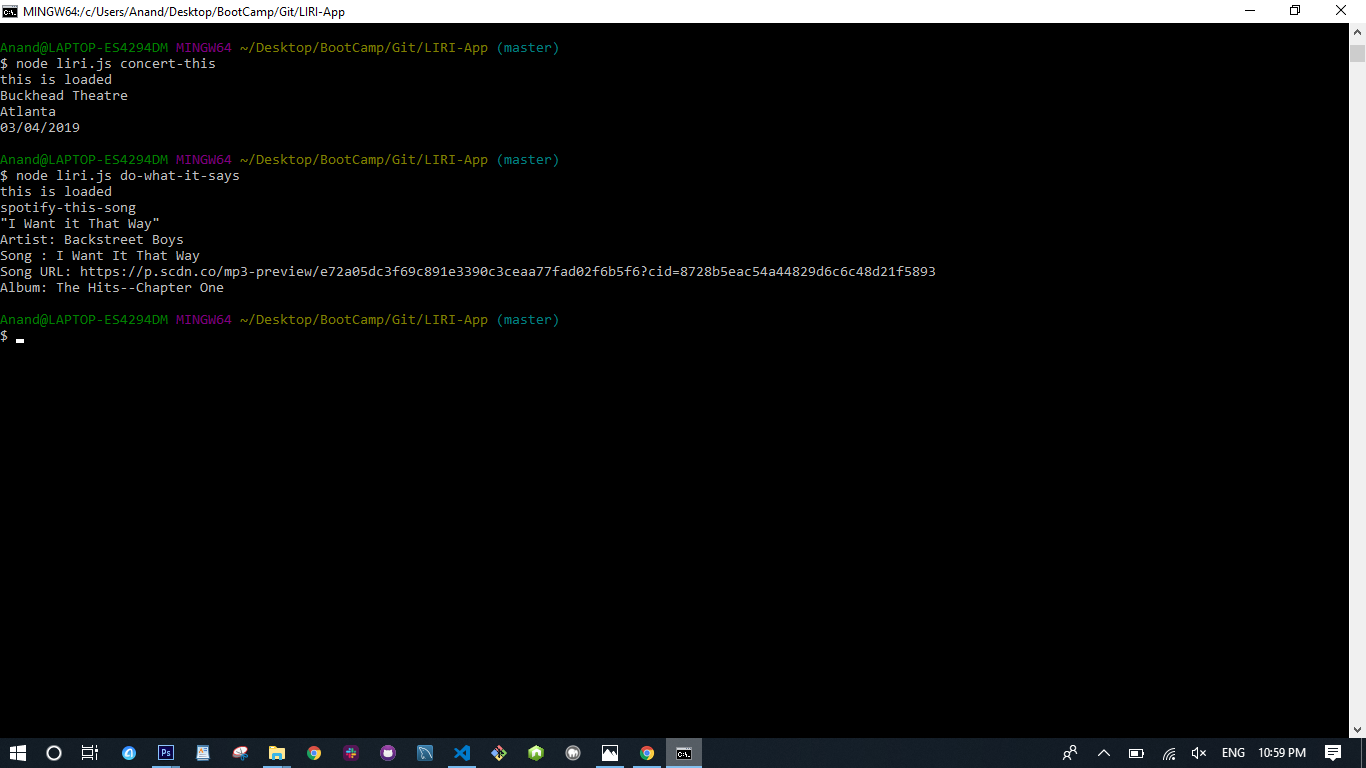 MINGW64:/c/Users/Anand/Desktop/BootCamp/Git/LIRI-App
Anand@LAPTOP-ES4294DM MINGW64 ~/Desktop/BootCamp/Git/LIRI-App (master)
$ node liri.js concert-this
this is loaded
Buckhead Theatre
Atlanta
03/04/2019
Anand@LAPTOP-ES4294DM MINGW64 ~/Desktop/BootCamp/Git/LIRI-App (master)
$ node liri.js do-what-it-says
this is loaded
spotify-this-song
"I Want it That Way"
Artist: Backstreet Boys
Song : I Want It That Way
Song URL: https://p.scdn.co/mp3-preview/e72a05dc3f69c891e3390c3ceaa77fad02f6b5f6?cid=8728b5eac54a44829d6c6c48d21f5893
Album: The Hits--Chapter One
Anand@LAPTOP-ES4294DM MINGW64 ~/Desktop/BootCamp/Git/LIRI-App (master)
$
Ps
ENG 10:59 PM